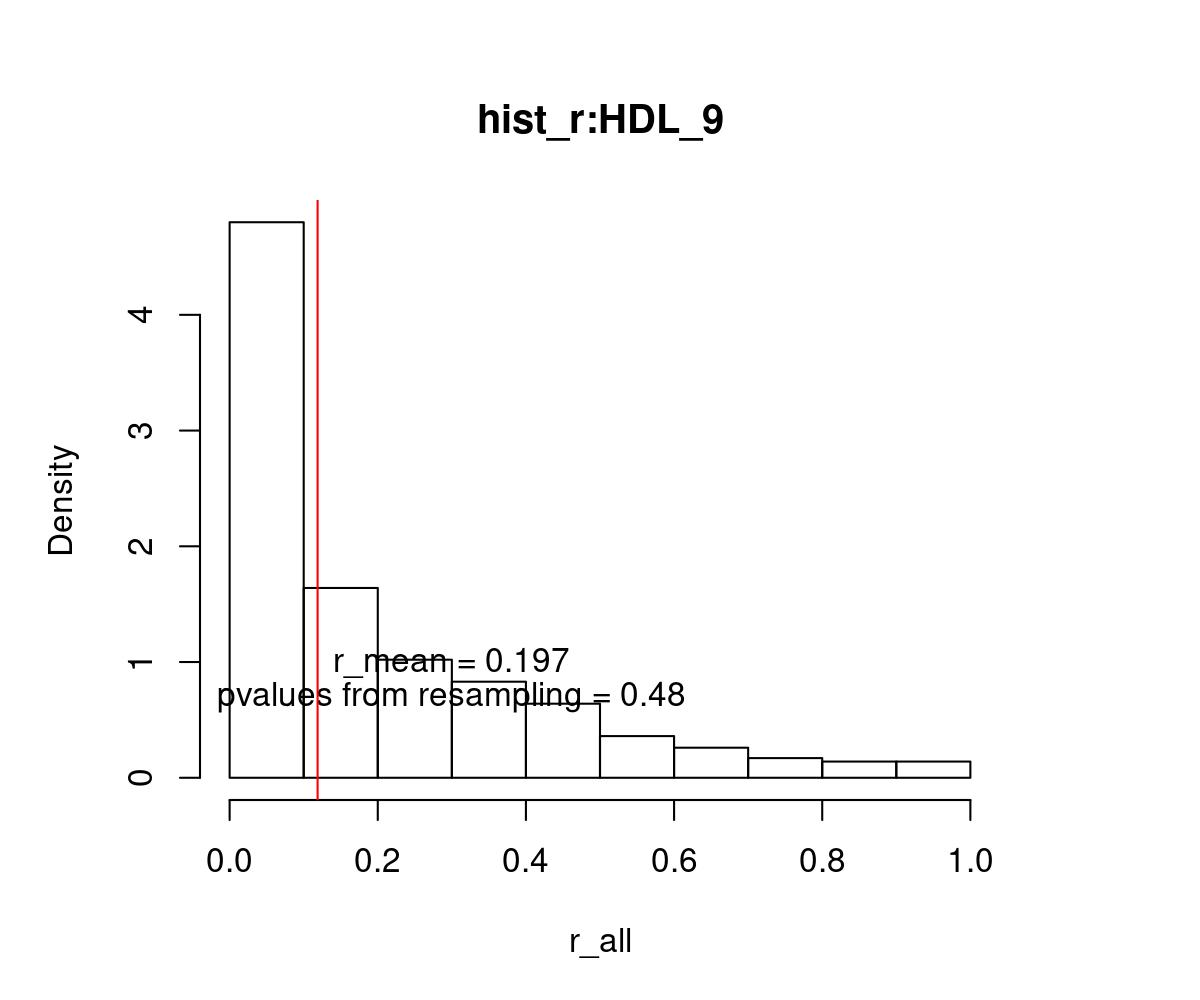 hist_r:HDL_9
4
3
2
1
0
Density
r_mean = 0.197
pvalues from resampling = 0.48
0.0 0.2 0.4 0.6 0.8 1.0
r_all